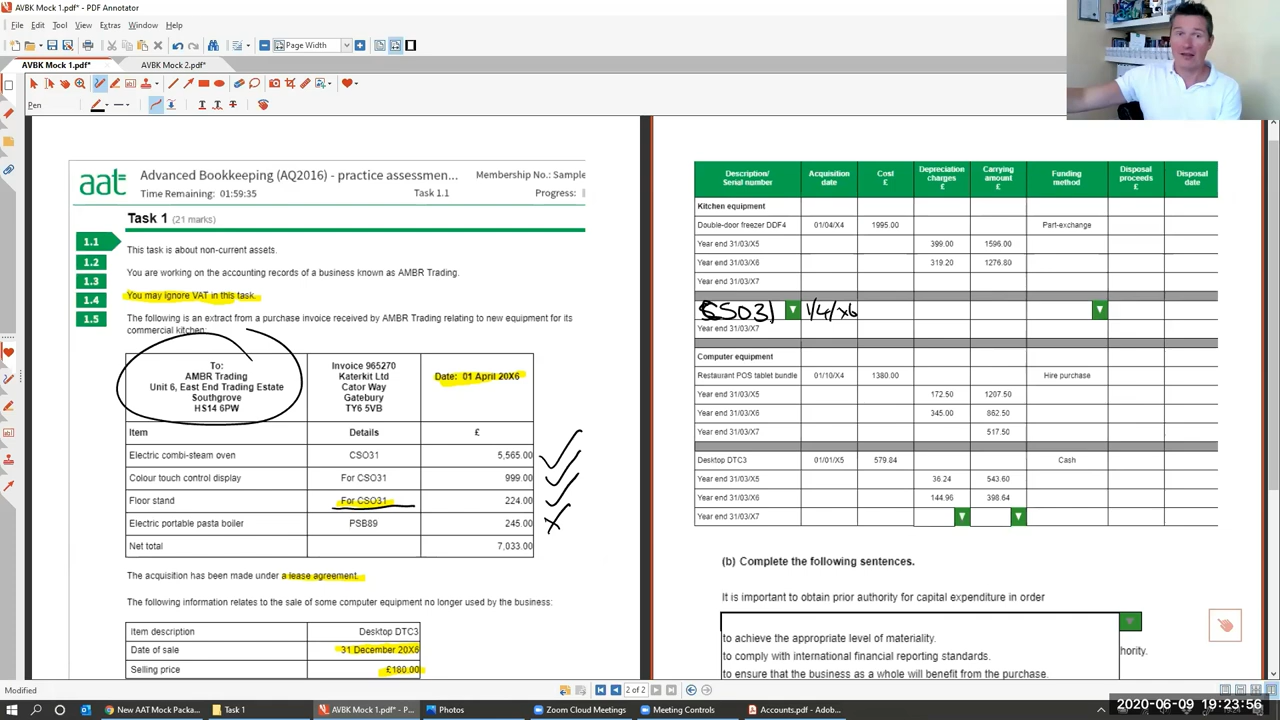 AVBK Mock 1.pdf* - PDF Annotator
File Edit Tool View Extras Window Help
Page Width
AVBK Mock 1.pdf* AVBK Mock 2.pdf*
Pen
aat
Advanced Bookkeeping (AQ2016) - practice assessmen...
Membership No.: Sample
Time Remaining: 01:59:35
Task 1.1
Progress:
Task 1 (21 marks)
1.1
1.2
1.3
1.4
1.5
This task is about non-current assets.
You are working on the accounting records of a business known as AMBR Trading.
You may ignore VAT in this task.
The following is an extract from a purchase invoice received by AMBR Trading relating to new equipment for its
commercial kitchen:
To:
AMBR Trading
Unit 6, East End Trading Estate
Southgrove
HS14 6PW
Invoice 965270
Katerkit Ltd
Cator Way
Gatebury
TY6 5VB
Date: 01 April 20X6
Item Details £
Electric combi-steam oven CSO31 5,565.00
Colour touch control display For CSO31 999.00
Floor stand For CSO31 224.00
Electric portable pasta boiler PSB89 245.00
Net total 7,033.00
The acquisition has been made under a lease agreement.
The following information relates to the sale of some computer equipment no longer used by the business:
Item description Desktop DTC3
Date of sale 31 December 20X6
Selling price £180.00
Description/ Serial number
Acquisition date
Cost £
Depreciation charges £
Carrying amount £
Funding method
Disposal proceeds £
Disposal date
Kitchen equipment
Double-door freezer DDF4 01/04/X4 1995.00 Part-exchange
Year end 31/03/X5 399.00 1596.00
Year end 31/03/X6 319.20 1276.80
Year end 31/03/X7
CSO31 1/4/x6
Year end 31/03/X7
Computer equipment
Restaurant POS tablet bundle 01/10/X4 1380.00 Hire purchase
Year end 31/03/X5 172.50 1207.50
Year end 31/03/X6 345.00 862.50
Year end 31/03/X7 517.50
Desktop DTC3 01/01/X5 579.84 Cash
Year end 31/03/X5 36.24 543.60
Year end 31/03/X6 144.96 398.64
Year end 31/03/X7
(b) Complete the following sentences.
It is important to obtain prior authority for capital expenditure in order
to achieve the appropriate level of materiality.
to comply with international financial reporting standards.
to ensure that the business as a whole will benefit from the purchase.
hority.
Modified
2 of 2
New AAT Mock Packa...
Task 1
AVBK Mock 1.pdf* - P...
Photos
Zoom Cloud Meetings
Meeting Controls
Accounts.pdf - Adob...
2020-06-09 19:23:56